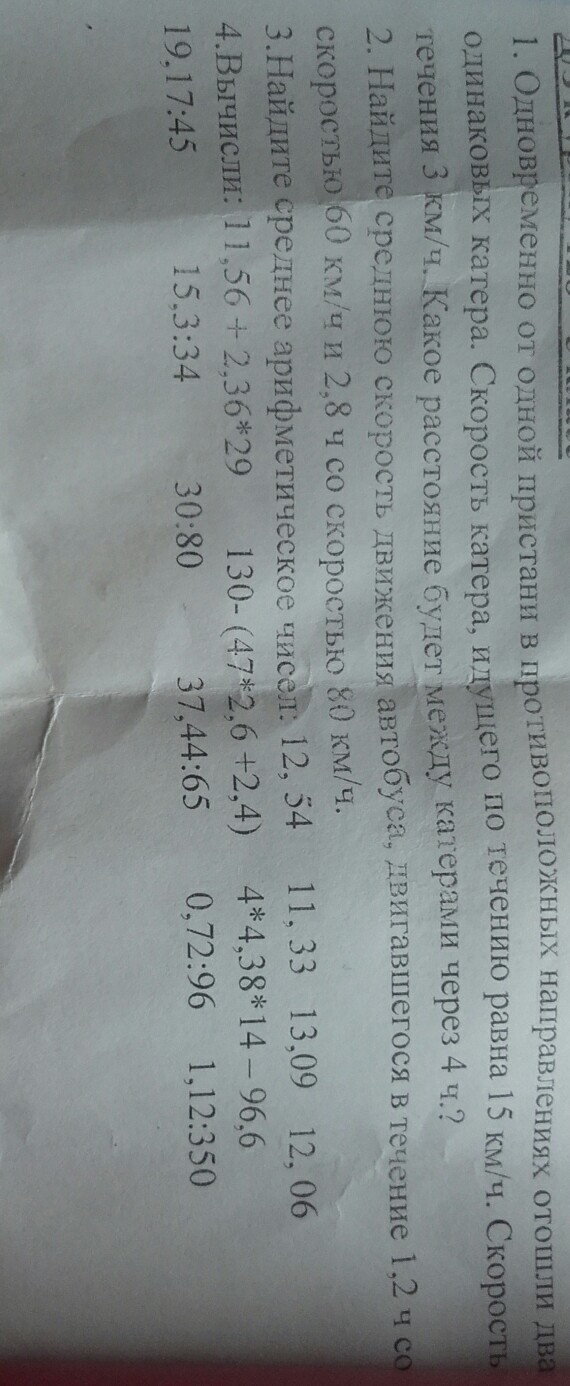 1. Одновременно от одной пристани в противоположных направлениях отошли два
одинаковых катера. Скорость катера, идущего по течению равна 15 км/ч. Скорость
течения 3 км/ч. Какое расстояние будет между катерами через 4 ч.?
2. Найдите среднюю скорость движения автобуса, двигавшегося в течение 1,2 ч со
скоростью 60 км/ч и 2,8 ч со скоростью 80 км/ч.
3.Найдите среднее арифметическое чисел: 12, 54 11, 33 13,09 12, 06
4.Вычисли: 11,56 + 2,36*29 130- (47*2,6 +2,4) 4*4,38*14 – 96,6
19,17:45 15,3:34 30:80 37,44:65 0,72:96 1,12:350